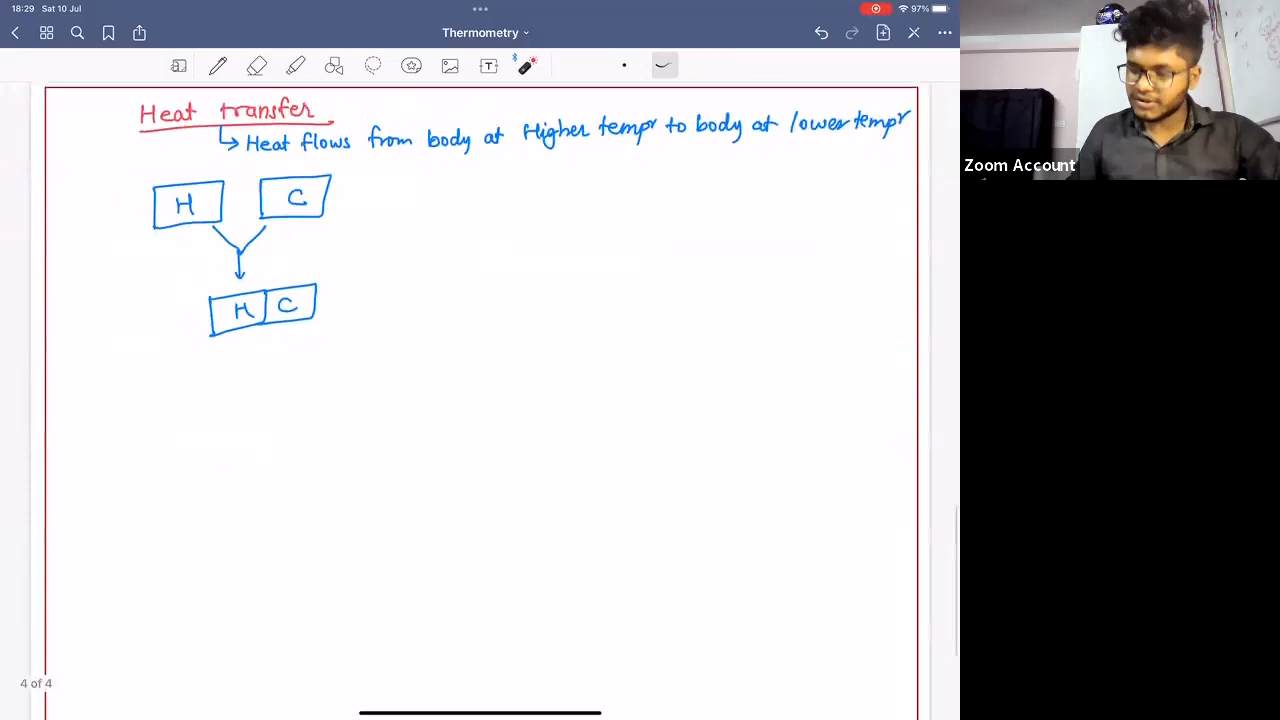 18:29 Sat 10 Jul
97%
Thermometry
T
Heat transfer
Heat flows from body at Higher tempr to body at lower tempr
H C
H C
4 of 4
Zoom Account